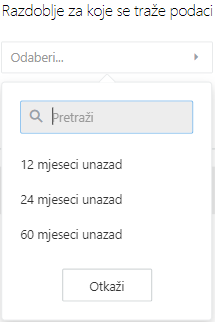 Razdoblje za koje se traže podaci
Odaberi...
Pretraži
12 mjeseci unazad
24 mjeseci unazad
60 mjeseci unazad
Otkaži